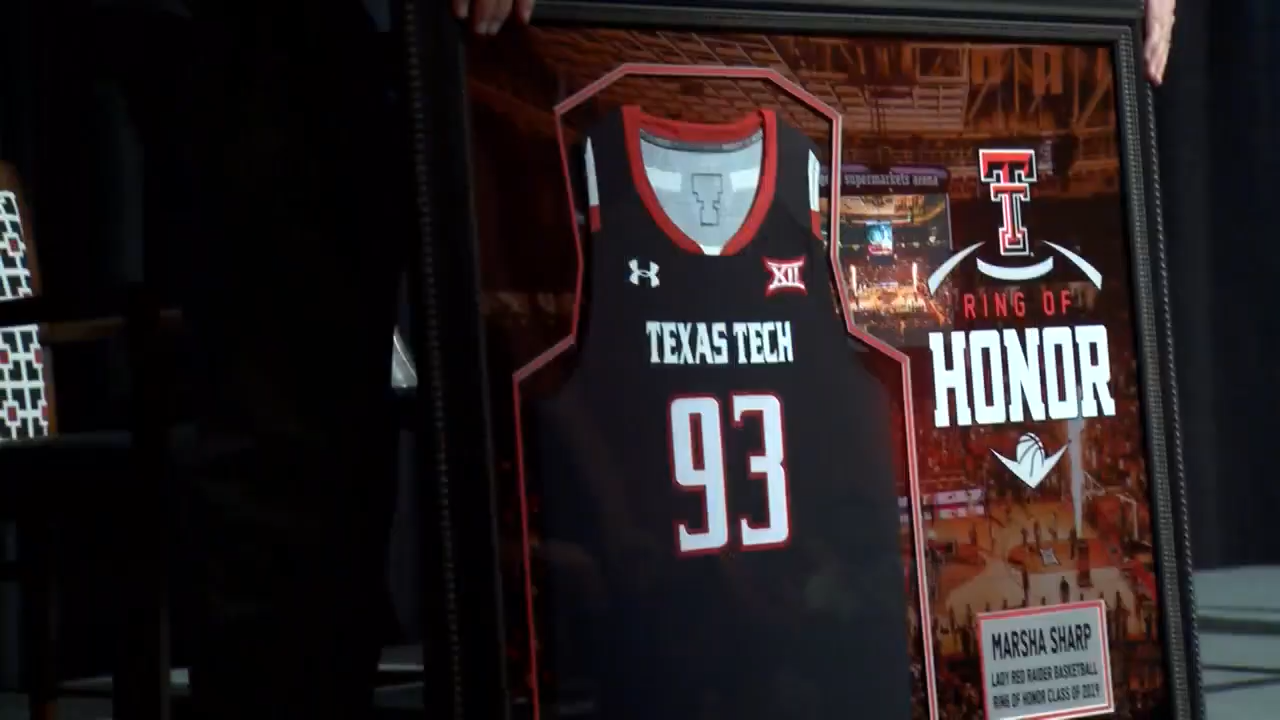 supermarkets arena
XII
TEXAS TECH
93
T
RING OF
HONOR
MARSHA SHARP
LADY RED RAIDER BASKETBALL
RING OF HONOR CLASS OF 2019